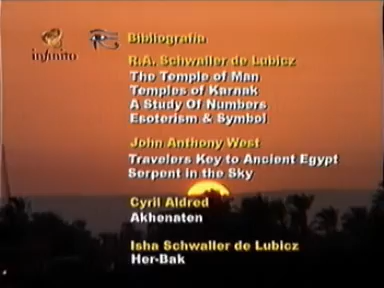 infinito
Bibliografia
R.A. Schwaller de Lubicz
The Temple of Man
Temples of Karnak
A Study Of Numbers
Esoterism & Symbol
John Anthony West
Travelers Key to Ancient Egypt
Serpent in the Sky
Cyril Aldred
Akhenaten
Isha Schwaller de Lubicz
Her-Bak